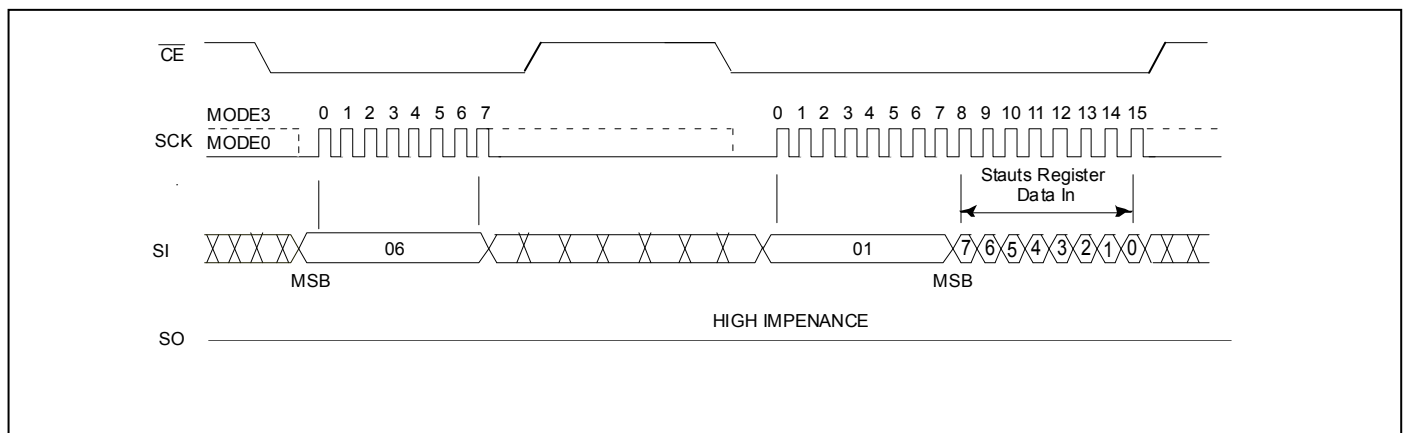 CE
MODE3
0 1 2 3 4 5 6 7
0 1 2 3 4 5 6 7 8 9 10 11 12 13 14 15
SCK
MODE0
Stauts Register
Data In
SI
06
01
7 6 5 4 3 2 1 0
MSB
MSB
HIGH IMPENANCE
SO